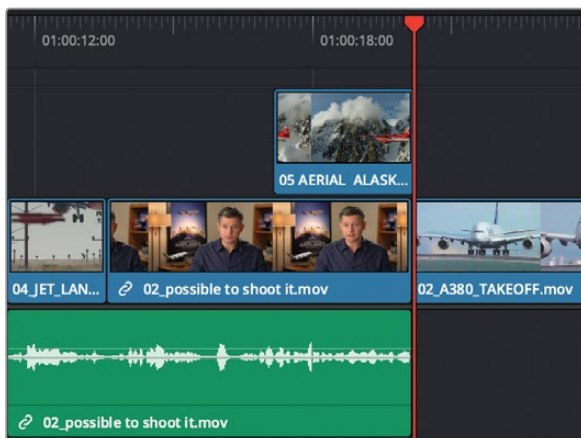 01:00:12:00
01:00:18:00
05 AERIAL ALASK...
04_JET_LAN...
02_possible to shoot it.mov
02_A380_TAKEOFF.mov
02_possible to shoot it.mov